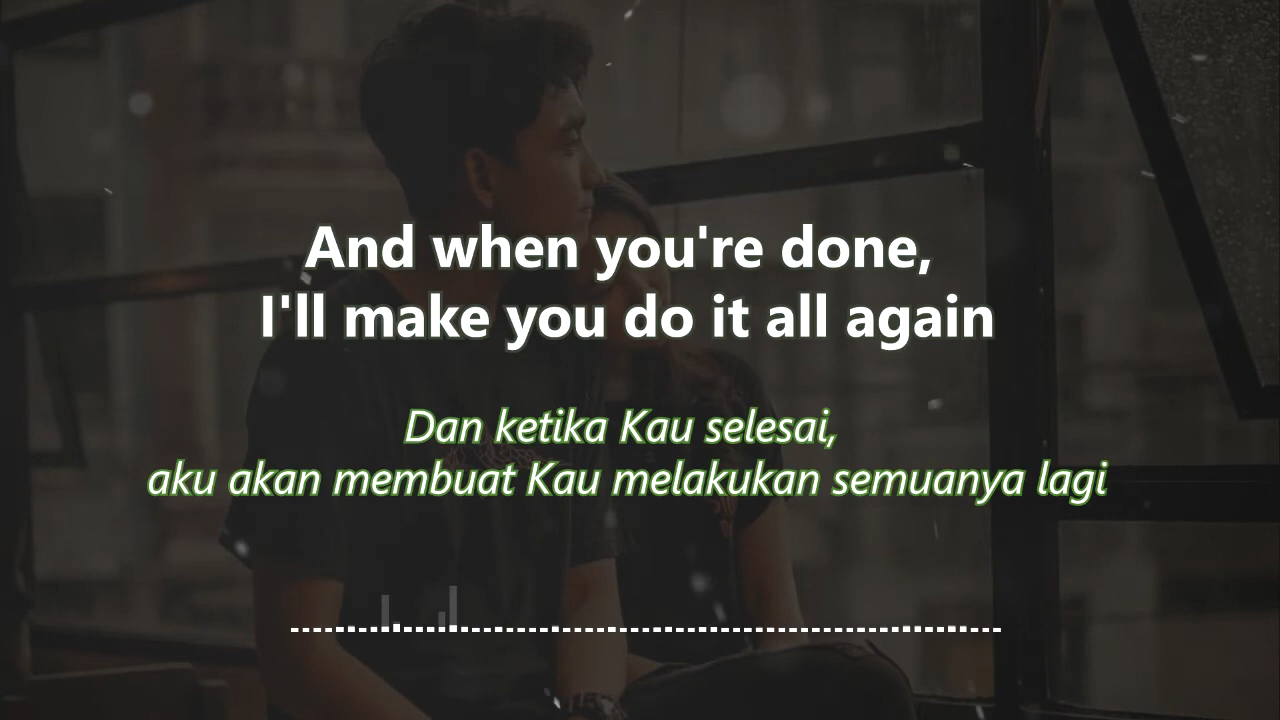 And when you're done,
I'll make you do it all again
Dan ketika Kau selesai,
aku akan membuat Kau melakukan semuanya lagi